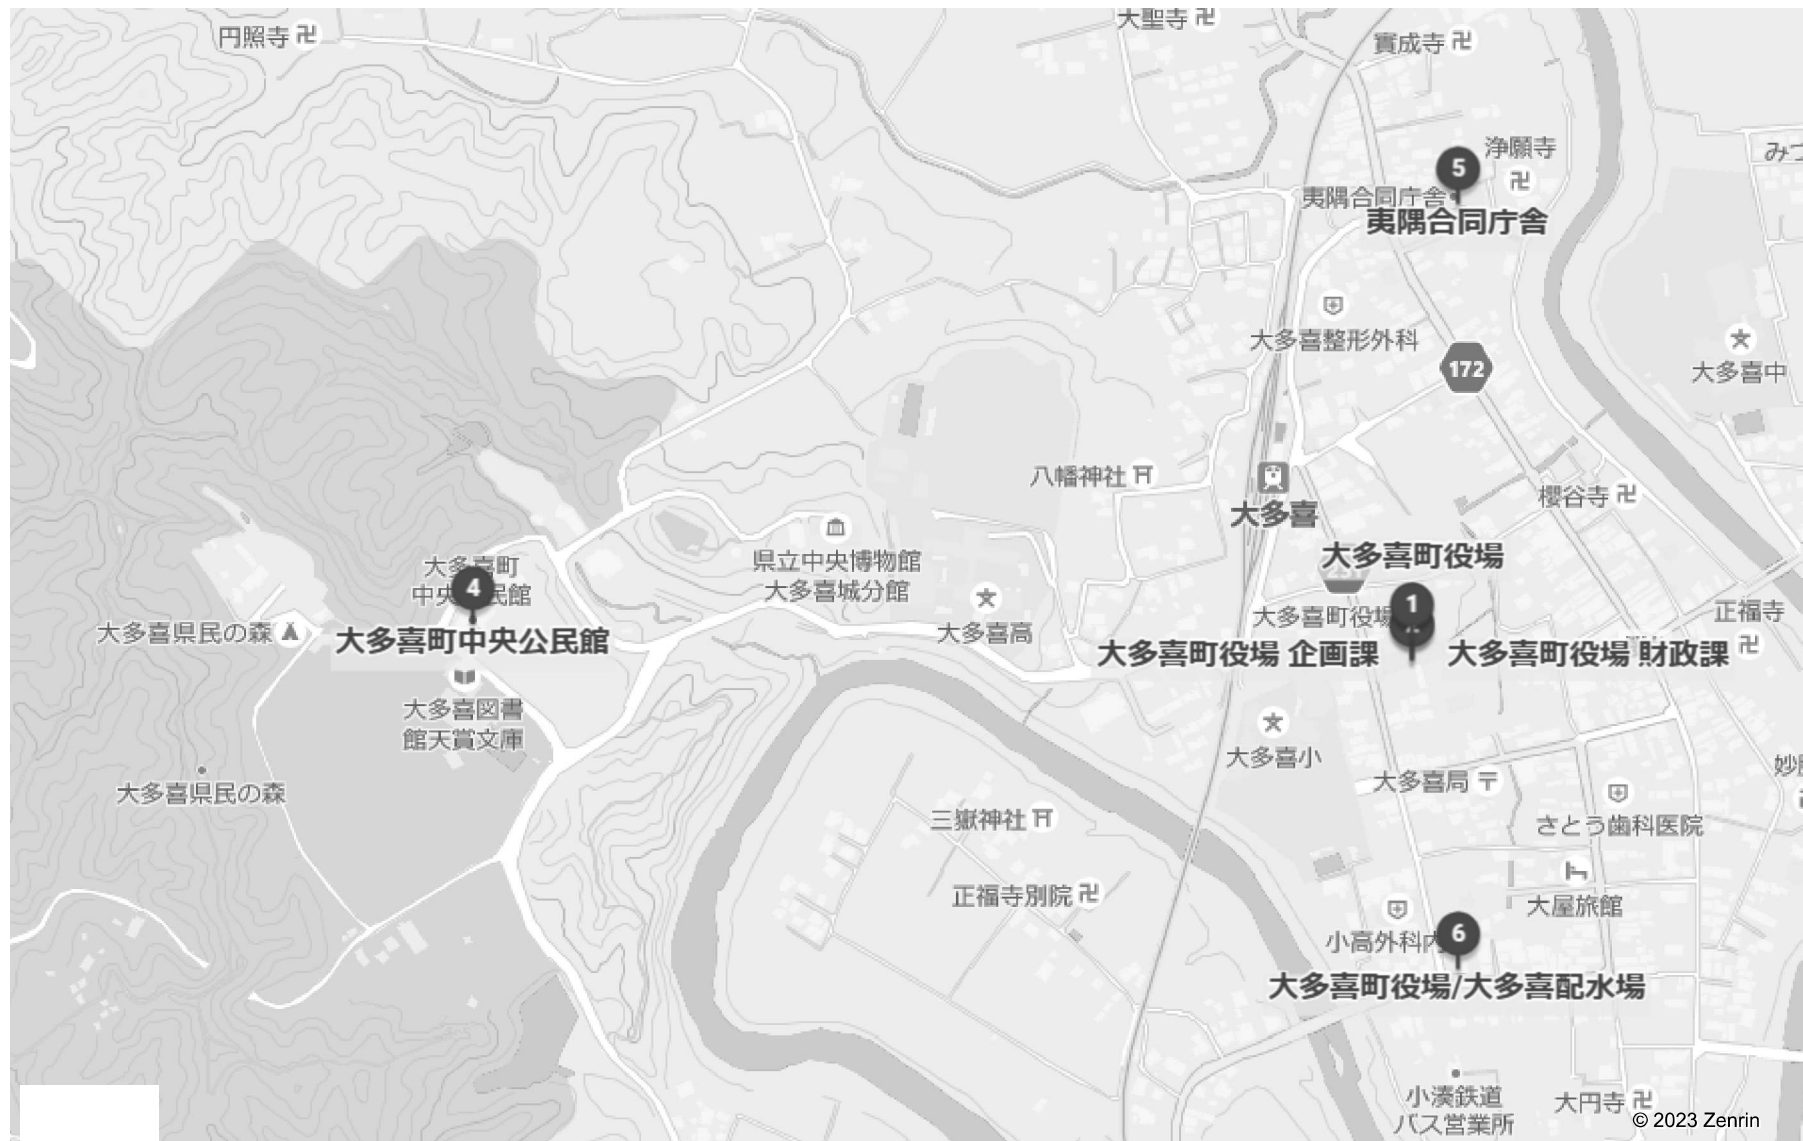 大聖寺
円照寺
實成寺
浄願寺
みつ
5
夷隅合同庁舎
夷隅合同庁舎
大多喜整形外科
172
大多喜中
八幡神社
櫻谷寺
大多喜
県立中央博物館
大多喜城分館
大多喜町役場
大多喜町
4
1
正福寺
大多喜町役場
大多喜県民の森
大多喜町中央公民館
大多喜高
大多喜町役場 企画課
大多喜町役場 財政課
大多喜図書
館天賞文庫
大多喜小
大多喜局
大多喜県民の森
三嶽神社
さとう歯科医院
正福寺別院
大屋旅館
小高外科内
6
大多喜町役場/大多喜配水場
小湊鉄道
バス営業所
大円寺
© 2023 Zenrin